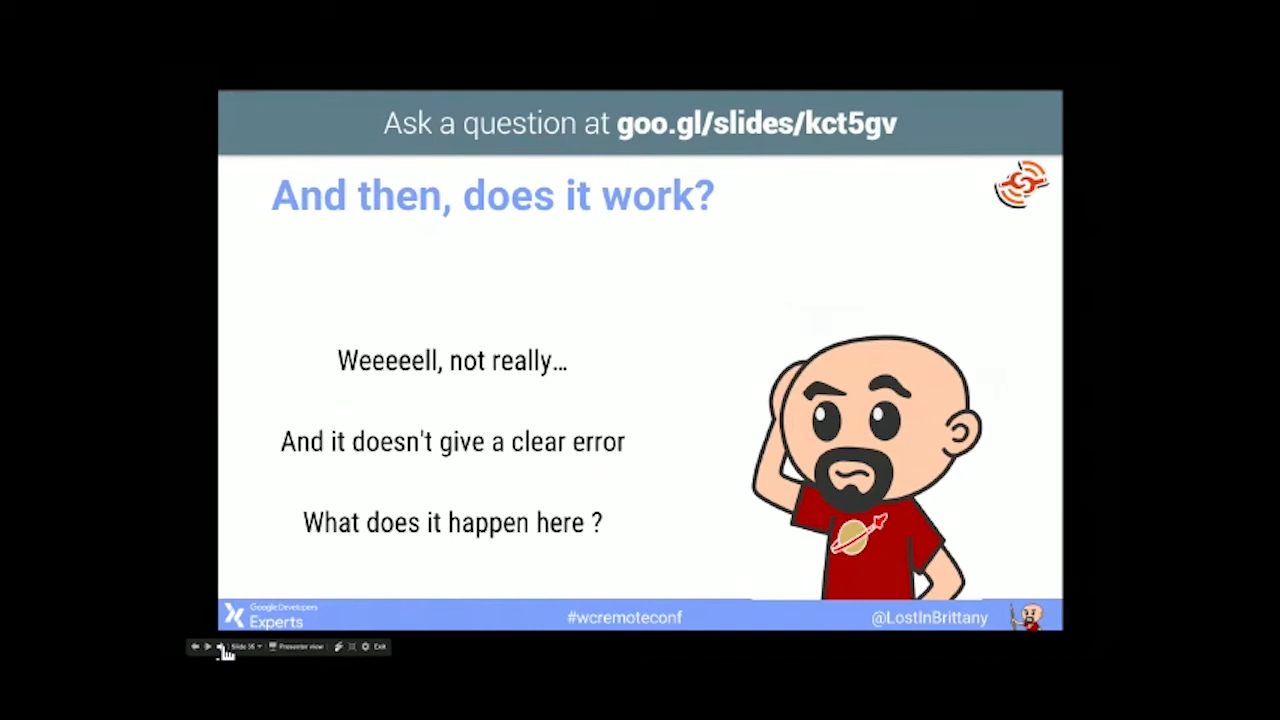 Ask a question at goo.gl/slides/kct5gv
And then, does it work?
Weeeeell, not really…
And it doesn't give a clear error
What does it happen here ?
Google Developers
Experts
#wcremoteconf
@LostInBrittany
Slide 35
Presenter view
Exit